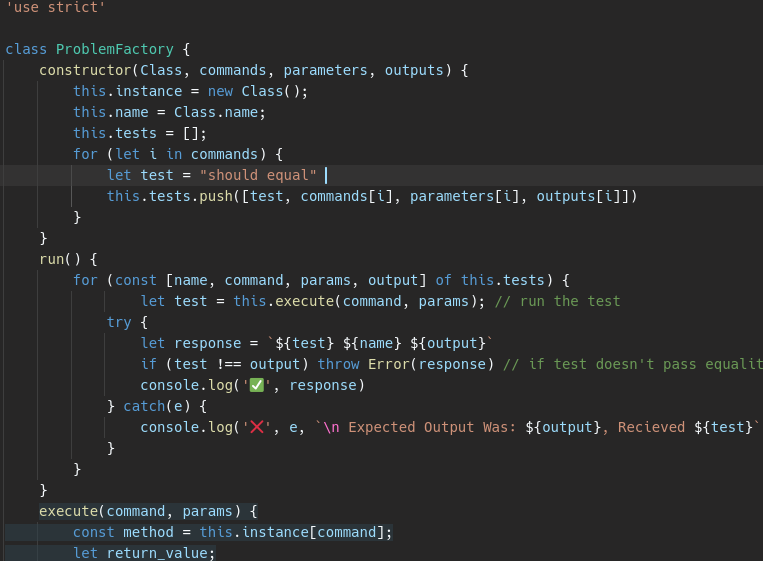 'use strict'
class ProblemFactory {
constructor(Class, commands, parameters, outputs) {
this.instance = new Class();
this.name = Class.name;
this.tests = [];
for (let i in commands) {
let test = "should equal"
this.tests.push([test, commands[i], parameters[i], outputs[i]])
}
}
run() {
for (const [name, command, params, output] of this.tests) {
let test = this.execute(command, params); // run the test
try {
let response = `${test} ${name} ${output}`
if (test !== output) throw Error(response) // if test doesn't pass equalit
console.log('✅', response)
} catch(e) {
console.log('❌', e, `\n Expected Output Was: ${output}, Recieved ${test}`
}
}
}
execute(command, params) {
const method = this.instance[command];
let return_value;